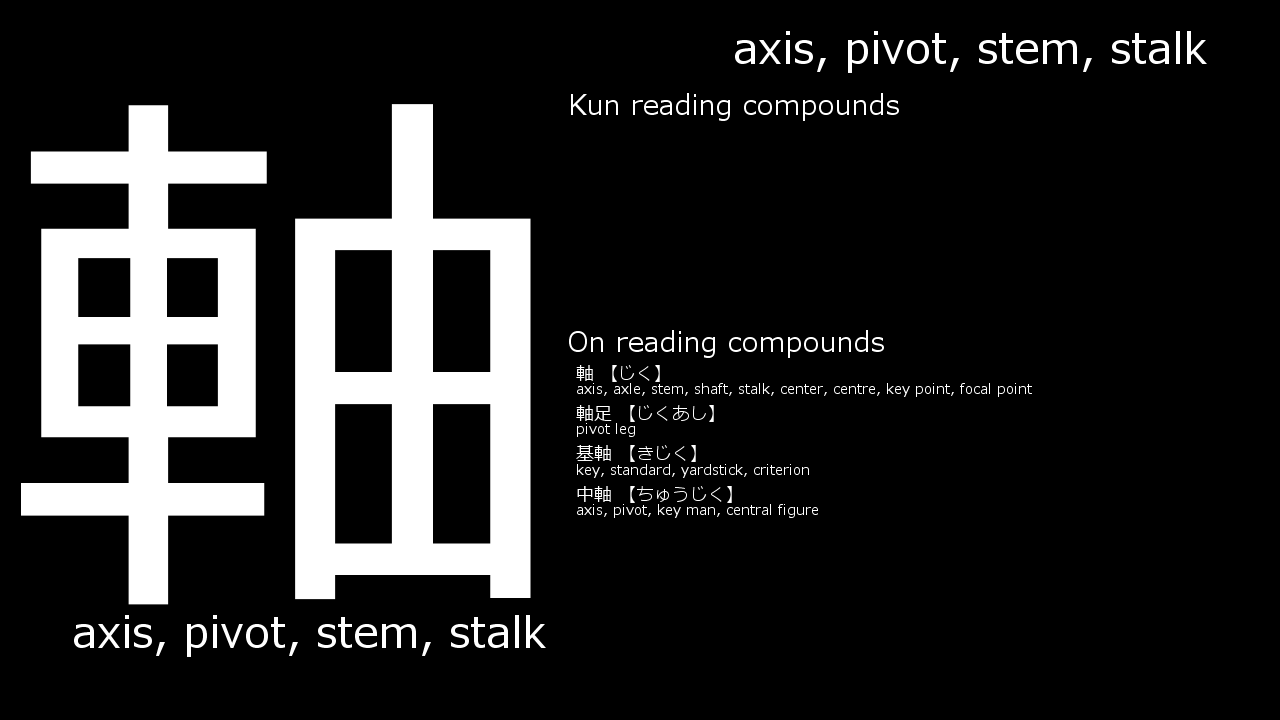 軸
axis, pivot, stem, stalk
axis, pivot, stem, stalk
Kun reading compounds
On reading compounds
軸 【じく】
axis, axle, stem, shaft, stalk, center, centre, key point, focal point
軸足 【じくあし】
pivot leg
基軸 【きじく】
key, standard, yardstick, criterion
中軸 【ちゅうじく】
axis, pivot, key man, central figure